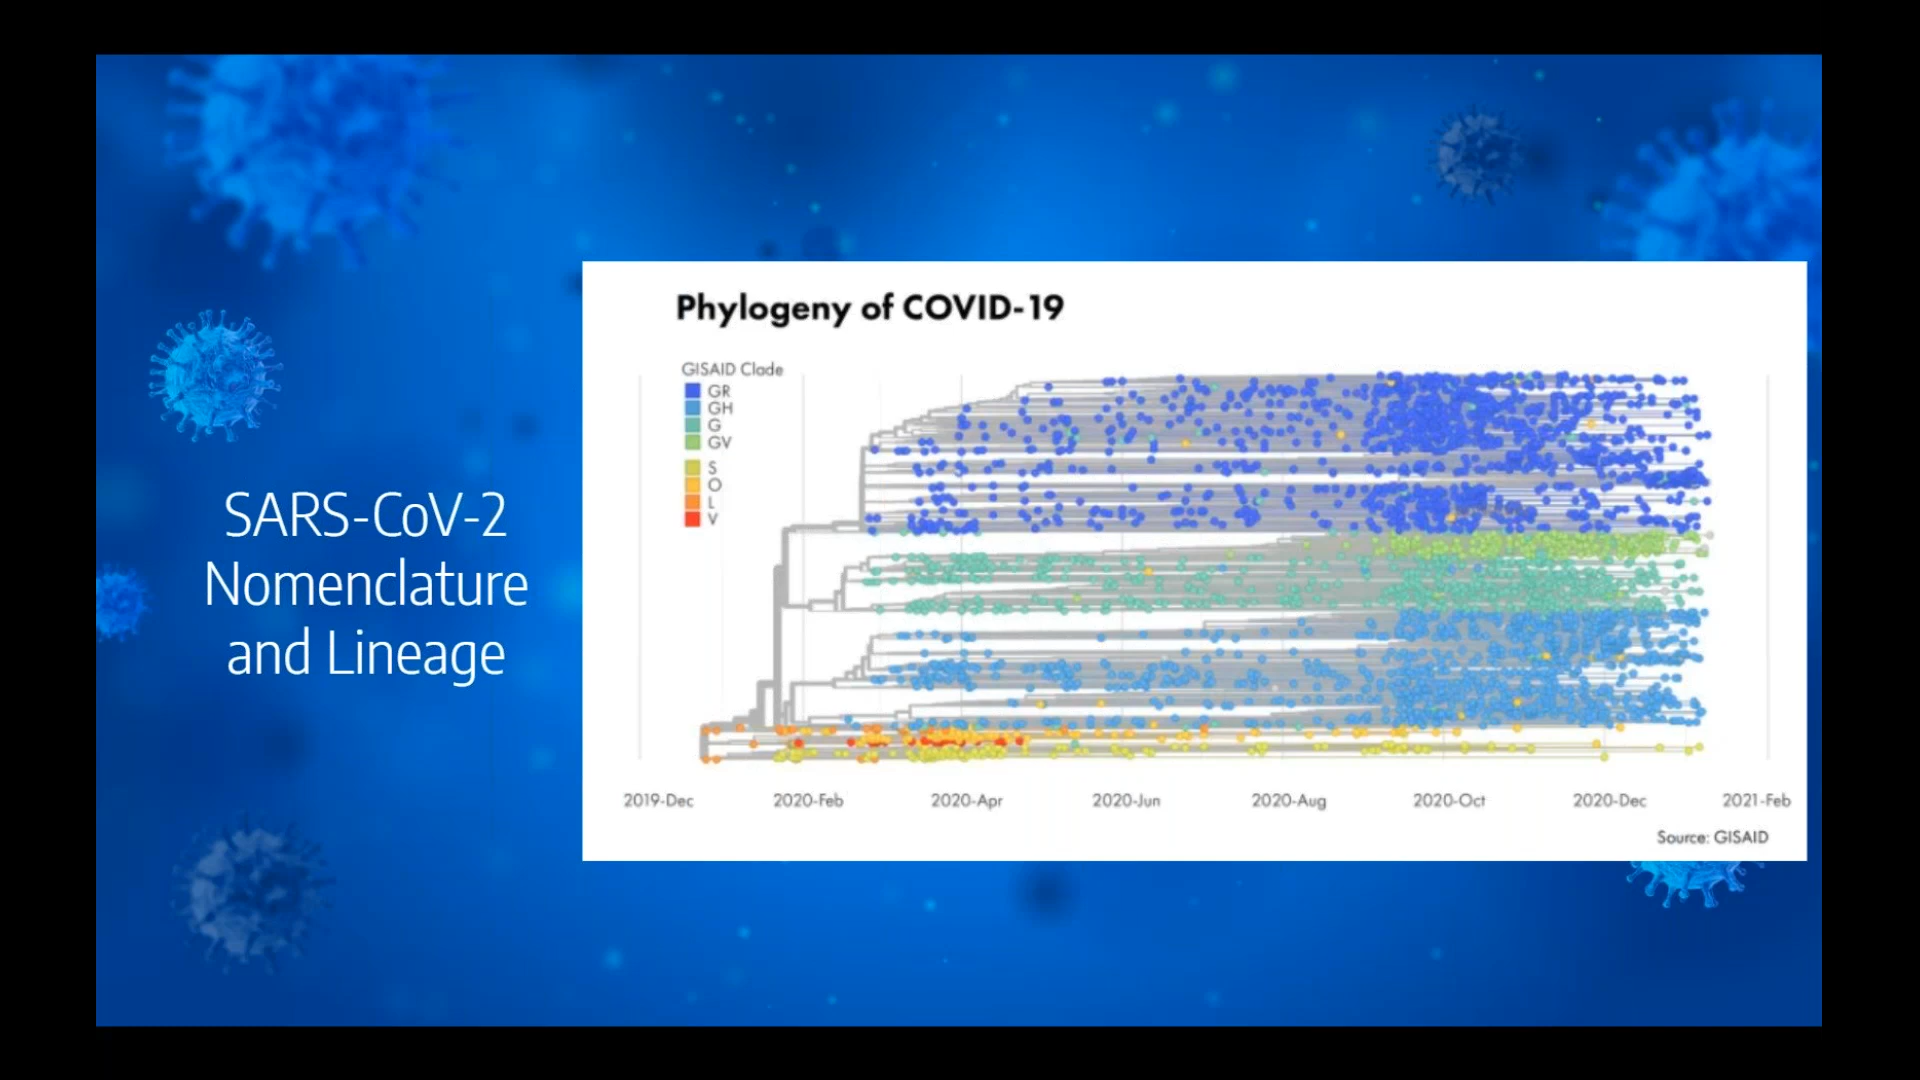 SARS-CoV-2
Nomenclature
and Lineage
Phylogeny of COVID-19
GISAID Clade
GR
GH
G
GV
S
O
L
V
2019-Dec 2020-Feb 2020-Apr 2020-Jun 2020-Aug 2020-Oct 2020-Dec 2021-Feb
Source: GISAID